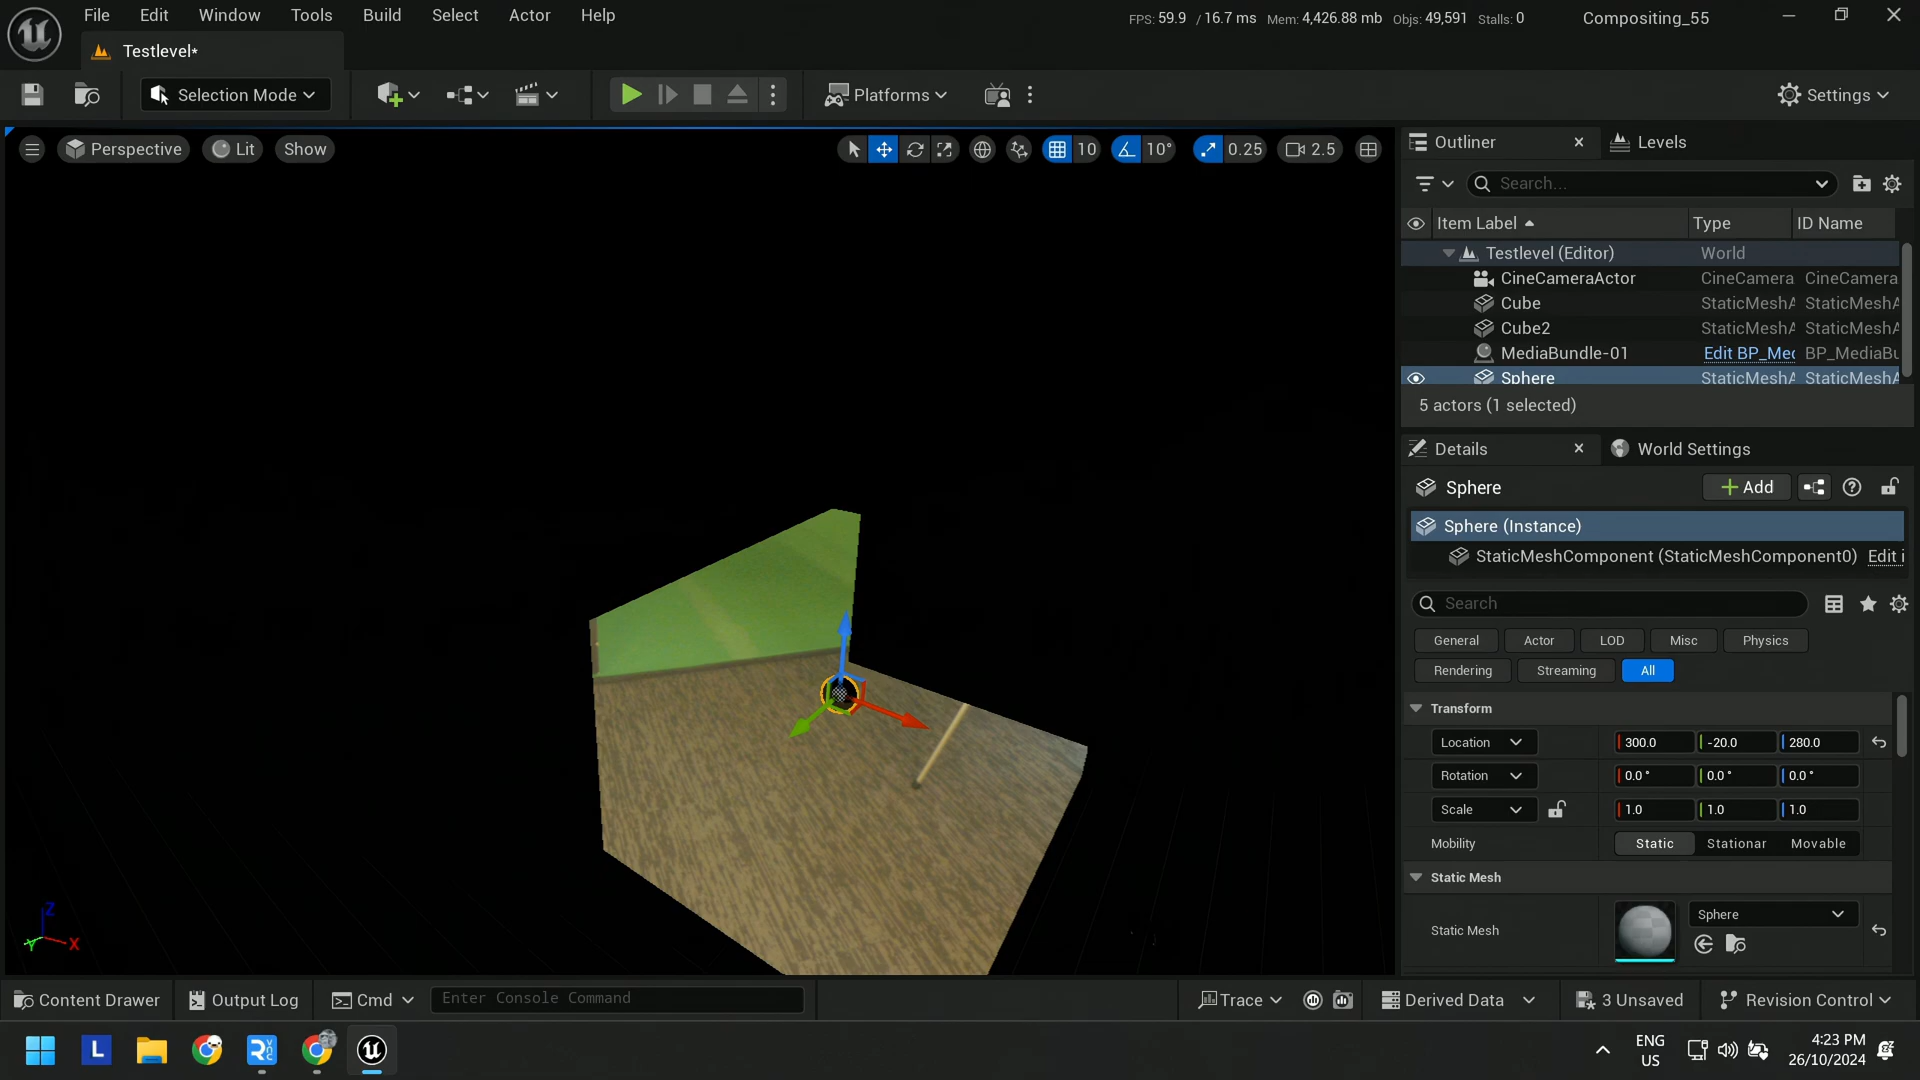 File Edit Window Tools Build Select Actor Help
FPS: 59.9 / 16.7 ms Mem: 4,426.88 mb Objs: 49,591 Stalls: 0 Compositing_55
Testlevel*
Selection Mode Platforms Settings
Perspective Lit Show 10 10° 0.25 2.5
Outliner Levels
Search...
Item Label Type ID Name
Testlevel (Editor) World
CineCameraActor CineCamera CineCamera
Cube StaticMeshA StaticMeshA
Cube2 StaticMeshA StaticMeshA
MediaBundle-01 Edit BP_Med BP_MediaBu
Sphere StaticMeshA StaticMeshA
5 actors (1 selected)
Details World Settings
Sphere Add
Sphere (Instance)
StaticMeshComponent (StaticMeshComponent0) Edit i
Search
General Actor LOD Misc Physics
Rendering Streaming All
Transform
Location 300.0 -20.0 280.0
Rotation 0.0° 0.0° 0.0°
Scale 1.0 1.0 1.0
Mobility Static Stationar Movable
Static Mesh
Static Mesh Sphere
Z
Y X
Content Drawer Output Log Cmd Enter Console Command Trace Derived Data 3 Unsaved Revision Control
L
ENG
US
4:23 PM
26/10/2024